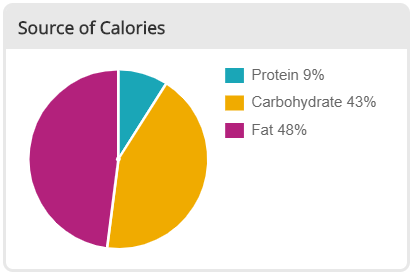 Source of Calories
Protein 9%
Carbohydrate 43%
Fat 48%